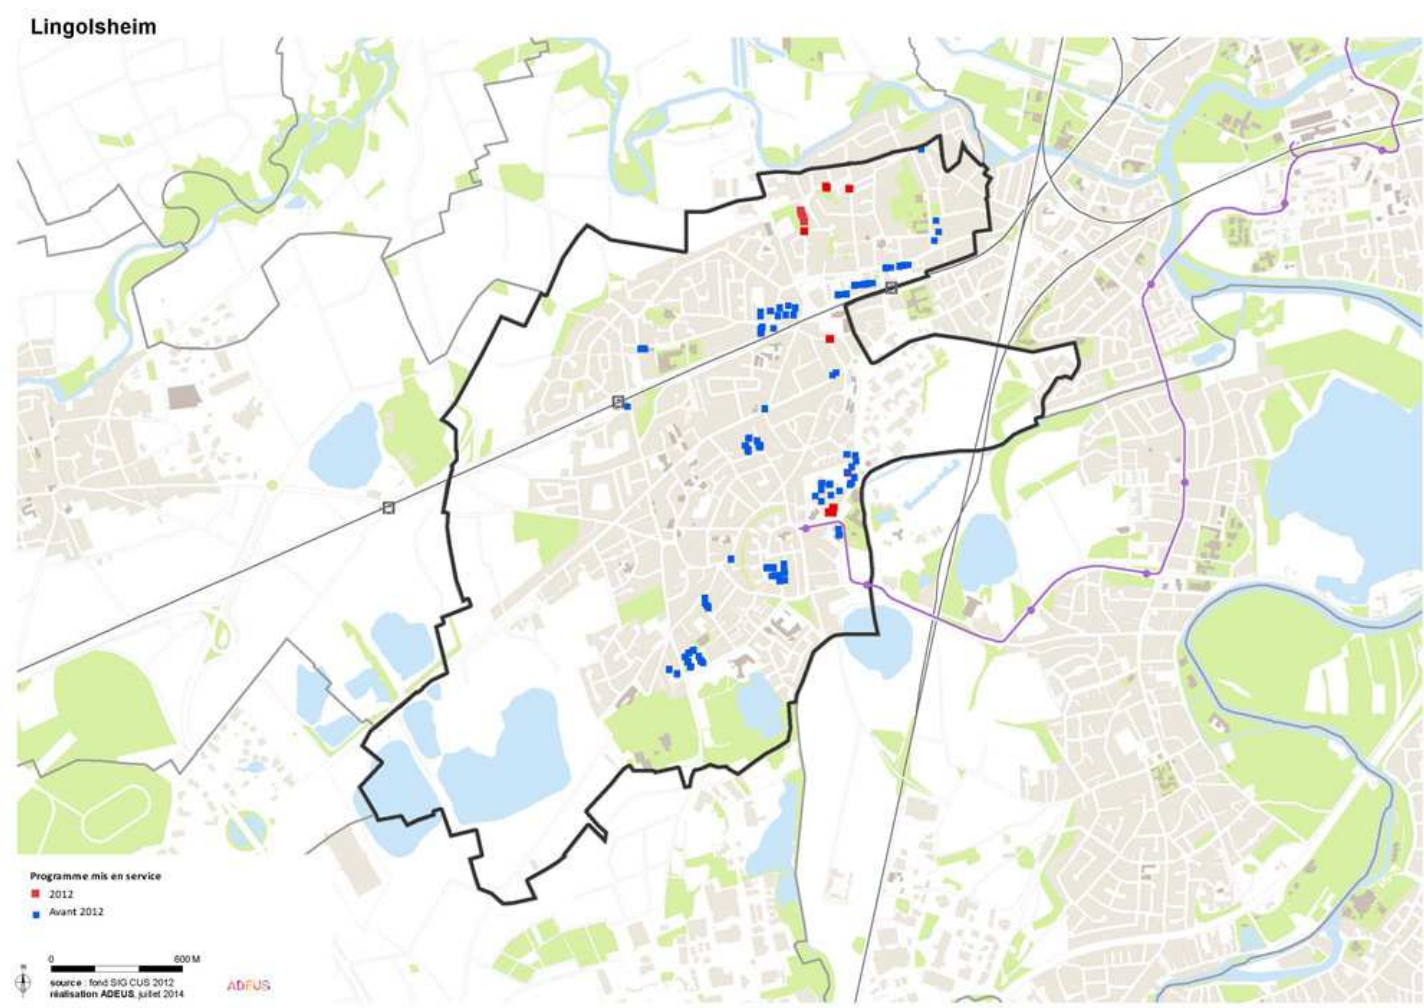 Lingolsheim
Programme mis en service
2012
Avant 2012
0 600 M
N
source : fond SIG CUS 2012
réalisation ADEUS, juillet 2014
ADEUS